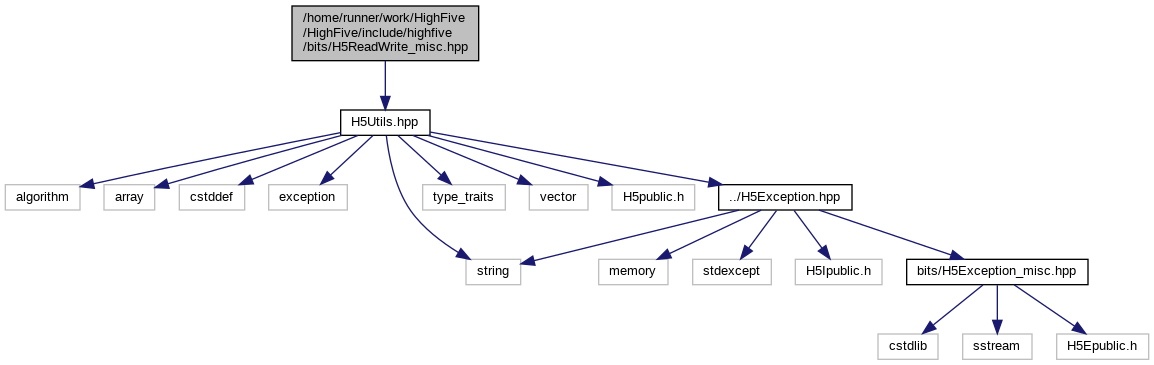 /home/runner/work/HighFive
/HighFive/include/highfive
/bits/H5ReadWrite_misc.hpp
H5Utils.hpp
algorithm
array
cstddef
exception
type_traits
vector
H5public.h
../H5Exception.hpp
string
memory
stdexcept
H5Ipublic.h
bits/H5Exception_misc.hpp
cstdlib
sstream
H5Epublic.h